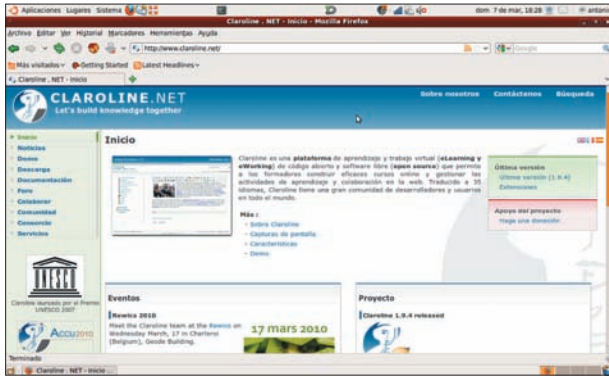 Aplicaciones Lugares Sistema
dom 7 de mar, 18:28
Claroline . NET - Inicio - Mozilla Firefox
Archivo Editar Ver Historial Marcadores Herramientas Ayuda
http://www.claroline.net/
Google
Más visitados Getting Started Latest Headlines
Claroline . NET - Inicio
CLAROLINE.NET
Let's build knowledge together
Sobre nosotros Contáctenos Búsqueda
Inicio
Noticias
Demo
Descarga
Documentación
Foro
Colaborar
Comunidad
Consorcio
Servicios
UNESCO
Claroline laureado por el Premio
UNESCO 2007
Accu2010
Inicio
Claroline es una plataforma de aprendizaje y trabajo virtual (eLearning y
eWorking) de código abierto y software libre (open source) que permite
a los formadores construir eficaces cursos online y gestionar las
actividades de aprendizaje y colaboración en la web. Traducido a 35
idiomas, Claroline tiene una gran comunidad de desarrolladores y usuarios
en todo el mundo.
Más :
Sobre Claroline
Capturas de pantalla
Características
Demo
Última versión
Última versión (1.9.4)
Extensiones
Apoyo del proyecto
Haga una donación
Eventos
Rewics 2010
Meet the Claroline team at the Rewics on
Wednesday March, 17 in Charleroi
(Belgium), Geode Building.
17 mars 2010
Proyecto
Claroline 1.9.4 released
Terminado
Claroline . NET - Inicio ...